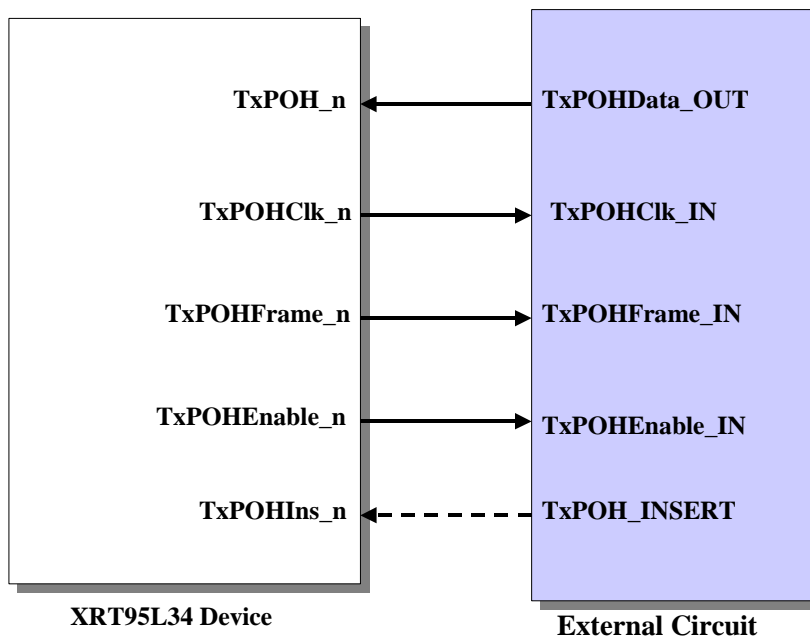 TxPOH_n TxPOHData_OUT
TxPOHClk_n TxPOHClk_IN
TxPOHFrame_n TxPOHFrame_IN
TxPOHEnable_n TxPOHEnable_IN
TxPOHIns_n TxPOH_INSERT
XRT95L34 Device External Circuit